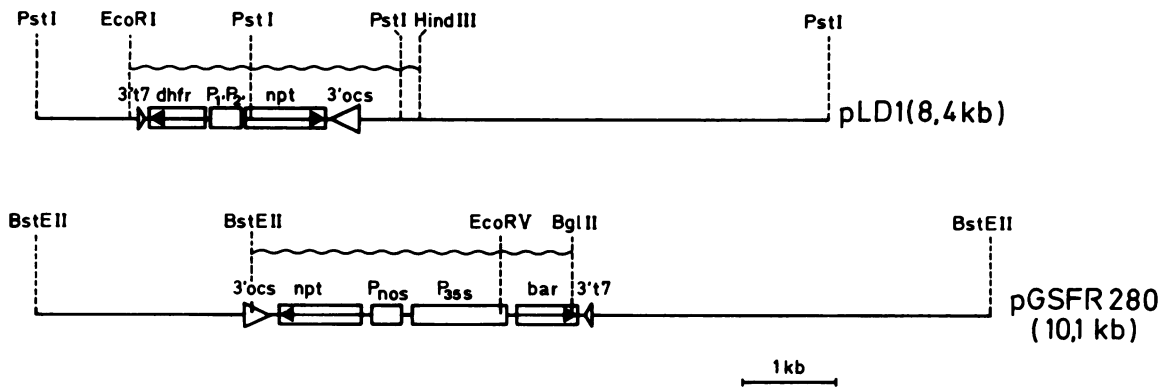 PstI EcoRI PstI PstI HindIII PstI
3't7 dhfr P1'P2' npt 3'ocs
pLD1(8,4kb)
BstEII BstEII EcoRV BglII BstEII
3'ocs npt Pnos P35s bar 3't7
pGSFR280
(10,1 kb)
1kb